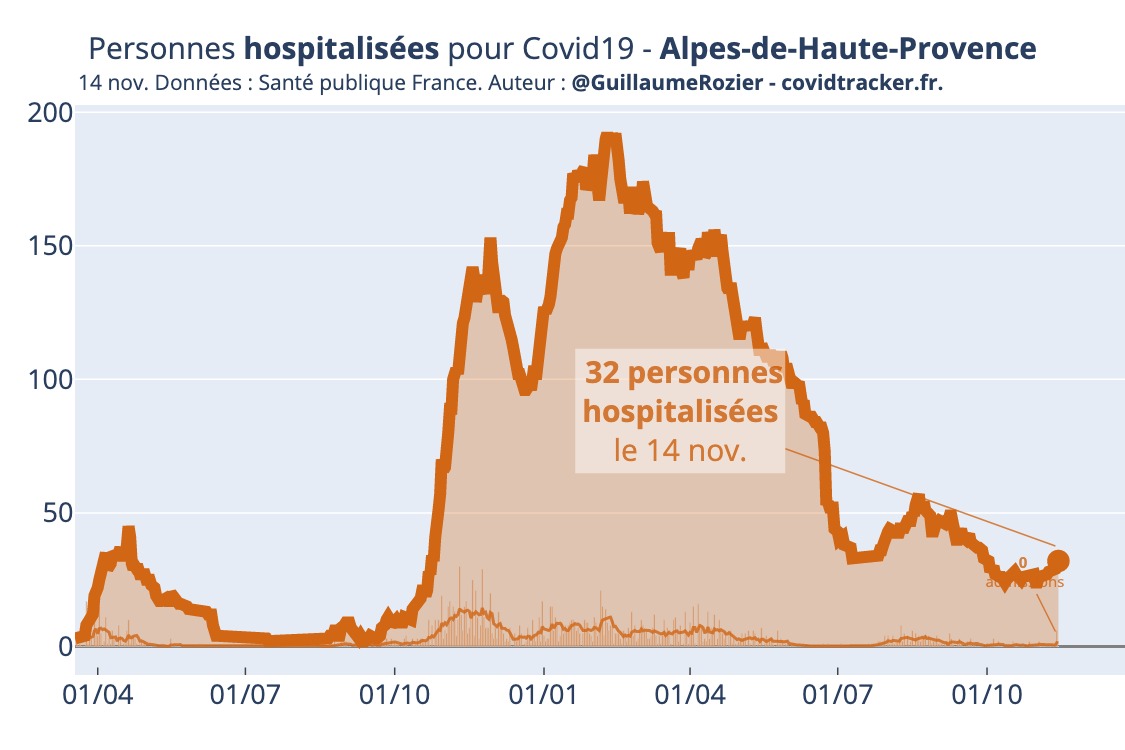 Personnes hospitalisées pour Covid19 - Alpes-de-Haute-Provence
14 nov. Données : Santé publique France. Auteur : @GuillaumeRozier - covidtracker.fr.
200
150
100
50
0
32 personnes
hospitalisées
le 14 nov.
0
01/04 01/07 01/10 01/01 01/04 01/07 01/10